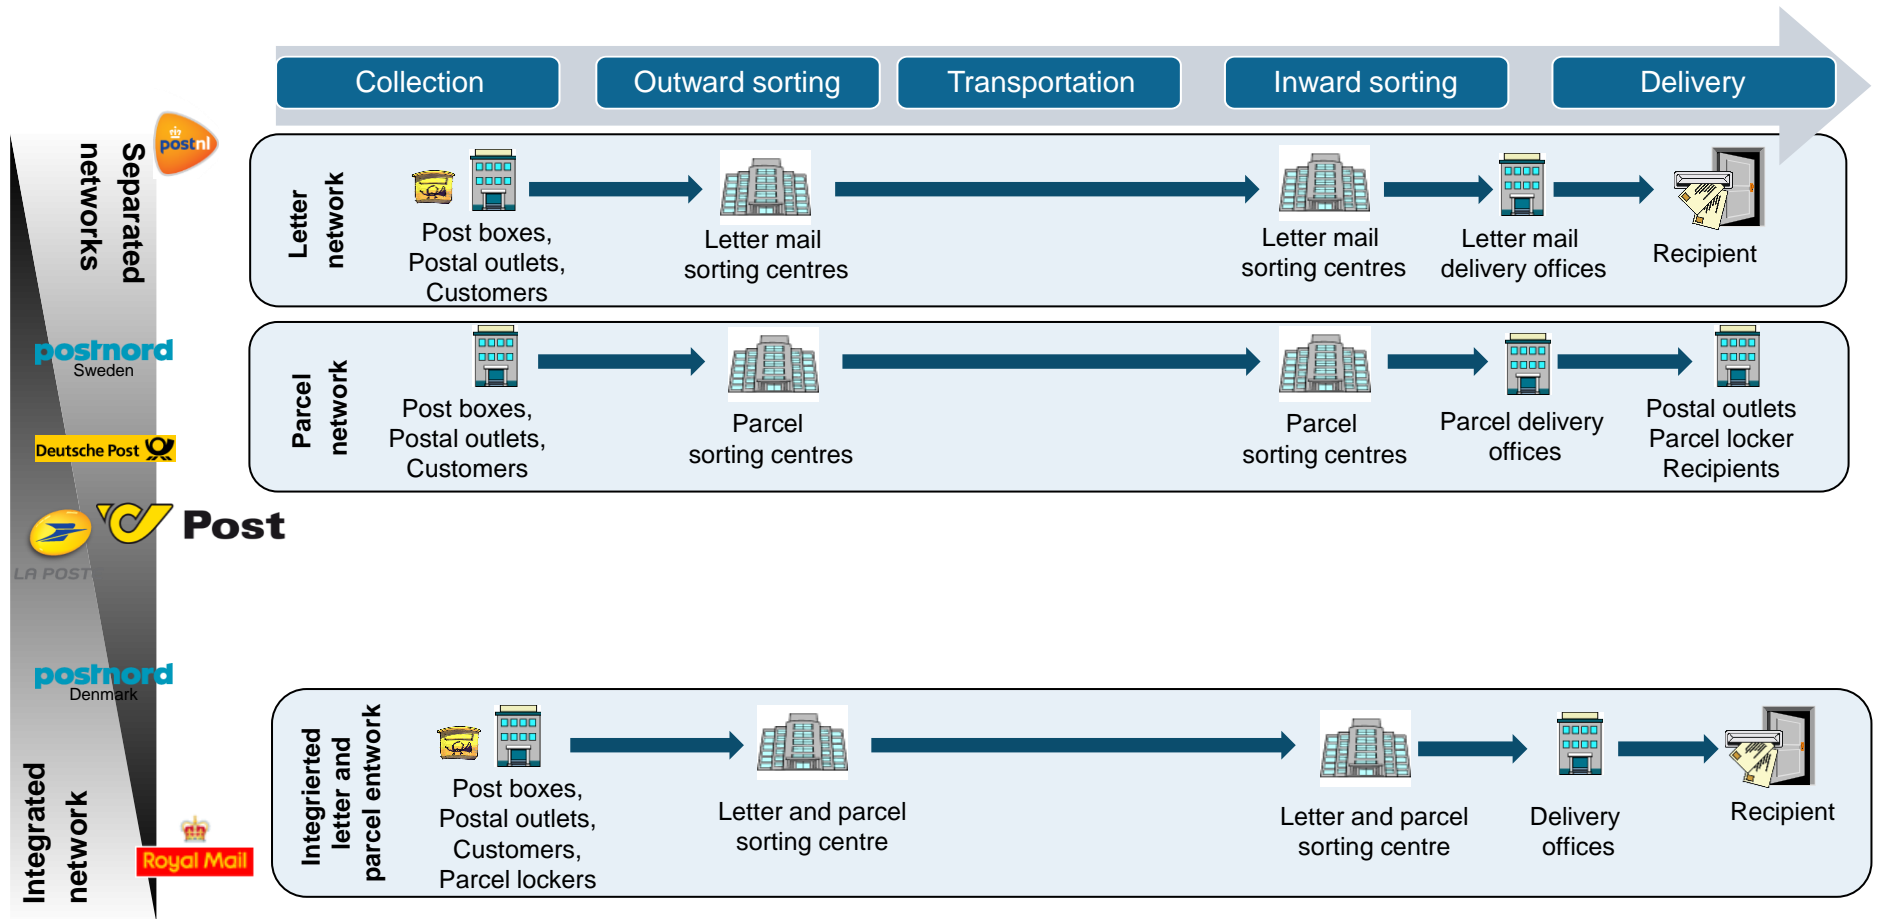 Collection
Outward sorting
Transportation
Inward sorting
Delivery
Separated
networks
postnl
Letter
network
Post boxes,
Postal outlets,
Customers
Letter mail
sorting centres
Letter mail
sorting centres
Letter mail
delivery offices
Recipient
postnord
Sweden
Parcel
network
Post boxes,
Postal outlets,
Customers
Parcel
sorting centres
Parcel
sorting centres
Parcel delivery
offices
Postal outlets
Parcel locker
Recipients
Deutsche Post
Post
LA POSTE
postnord
Denmark
Integrated
network
Royal Mail
Integrierted
letter and
parcel entwork
Post boxes,
Postal outlets,
Customers,
Parcel lockers
Letter and parcel
sorting centre
Letter and parcel
sorting centre
Delivery
offices
Recipient